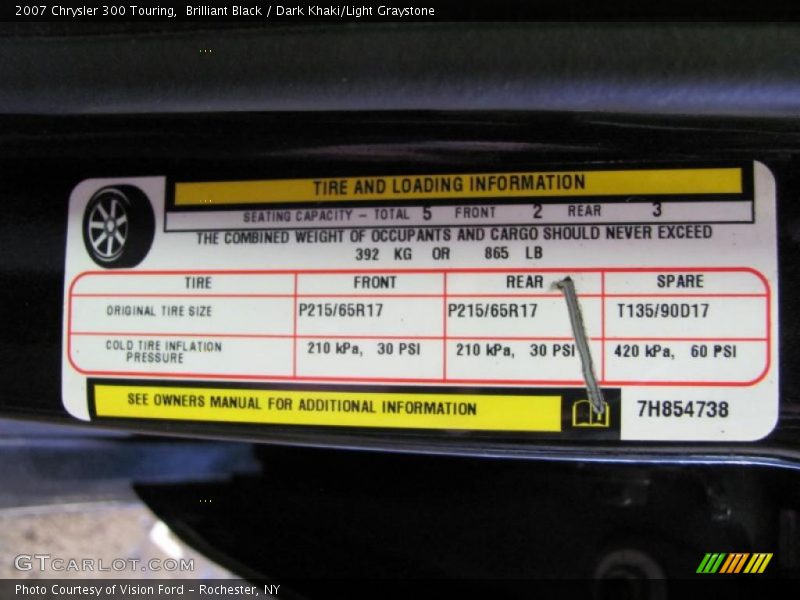 2007 Chrysler 300 Touring,  Brilliant Black / Dark Khaki/Light Graystone
TIRE AND LOADING INFORMATION
SEATING CAPACITY – TOTAL 5 FRONT 2 REAR 3
THE COMBINED WEIGHT OF OCCUPANTS AND CARGO SHOULD NEVER EXCEED
392 KG OR 865 LB
TIRE FRONT REAR SPARE
ORIGINAL TIRE SIZE P215/65R17 P215/65R17 T135/90D17
COLD TIRE INFLATION PRESSURE 210 kPa, 30 PSI 210 kPa, 30 PSI 420 kPa, 60 PSI
SEE OWNERS MANUAL FOR ADDITIONAL INFORMATION
7H854738
GTCARLOT.COM
Photo Courtesy of Vision Ford – Rochester, NY